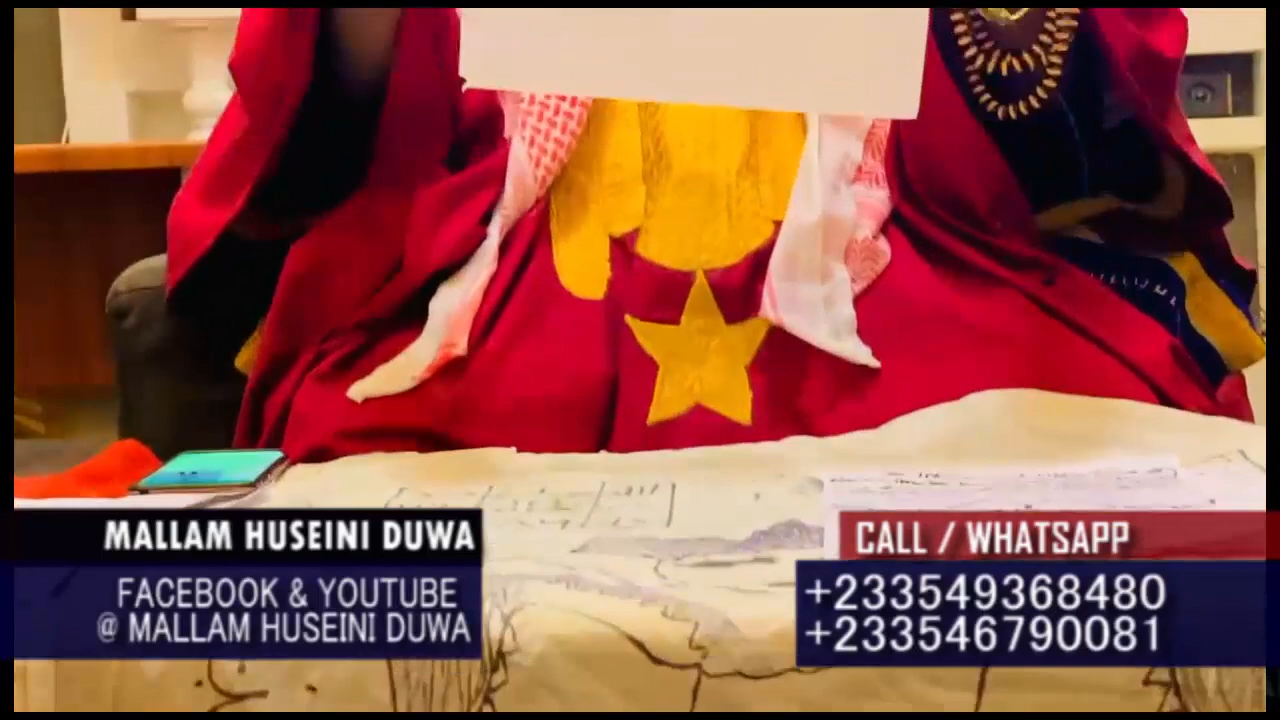 MALLAM HUSEINI DUWA
FACEBOOK & YOUTUBE
@ MALLAM HUSEINI DUWA
CALL / WHATSAPP
+233549368480
+233546790081